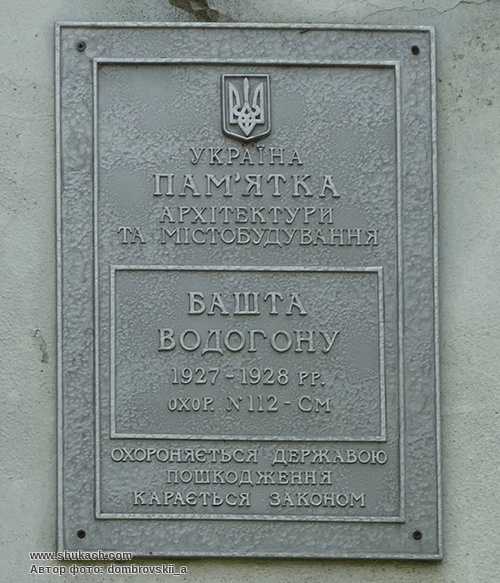 УКРАЇНА
ПАМ'ЯТКА
АРХІТЕКТУРИ
ТА МІСТОБУДУВАННЯ
БАШТА
ВОДОГОНУ
1927-1928 РР.
ОХОР. N112-СМ
ОХОРОНЯЄТЬСЯ ДЕРЖАВОЮ
ПОШКОДЖЕННЯ
КАРАЄТЬСЯ ЗАКОНОМ
www.shukach.com
Автор фото: dombrovskii_a